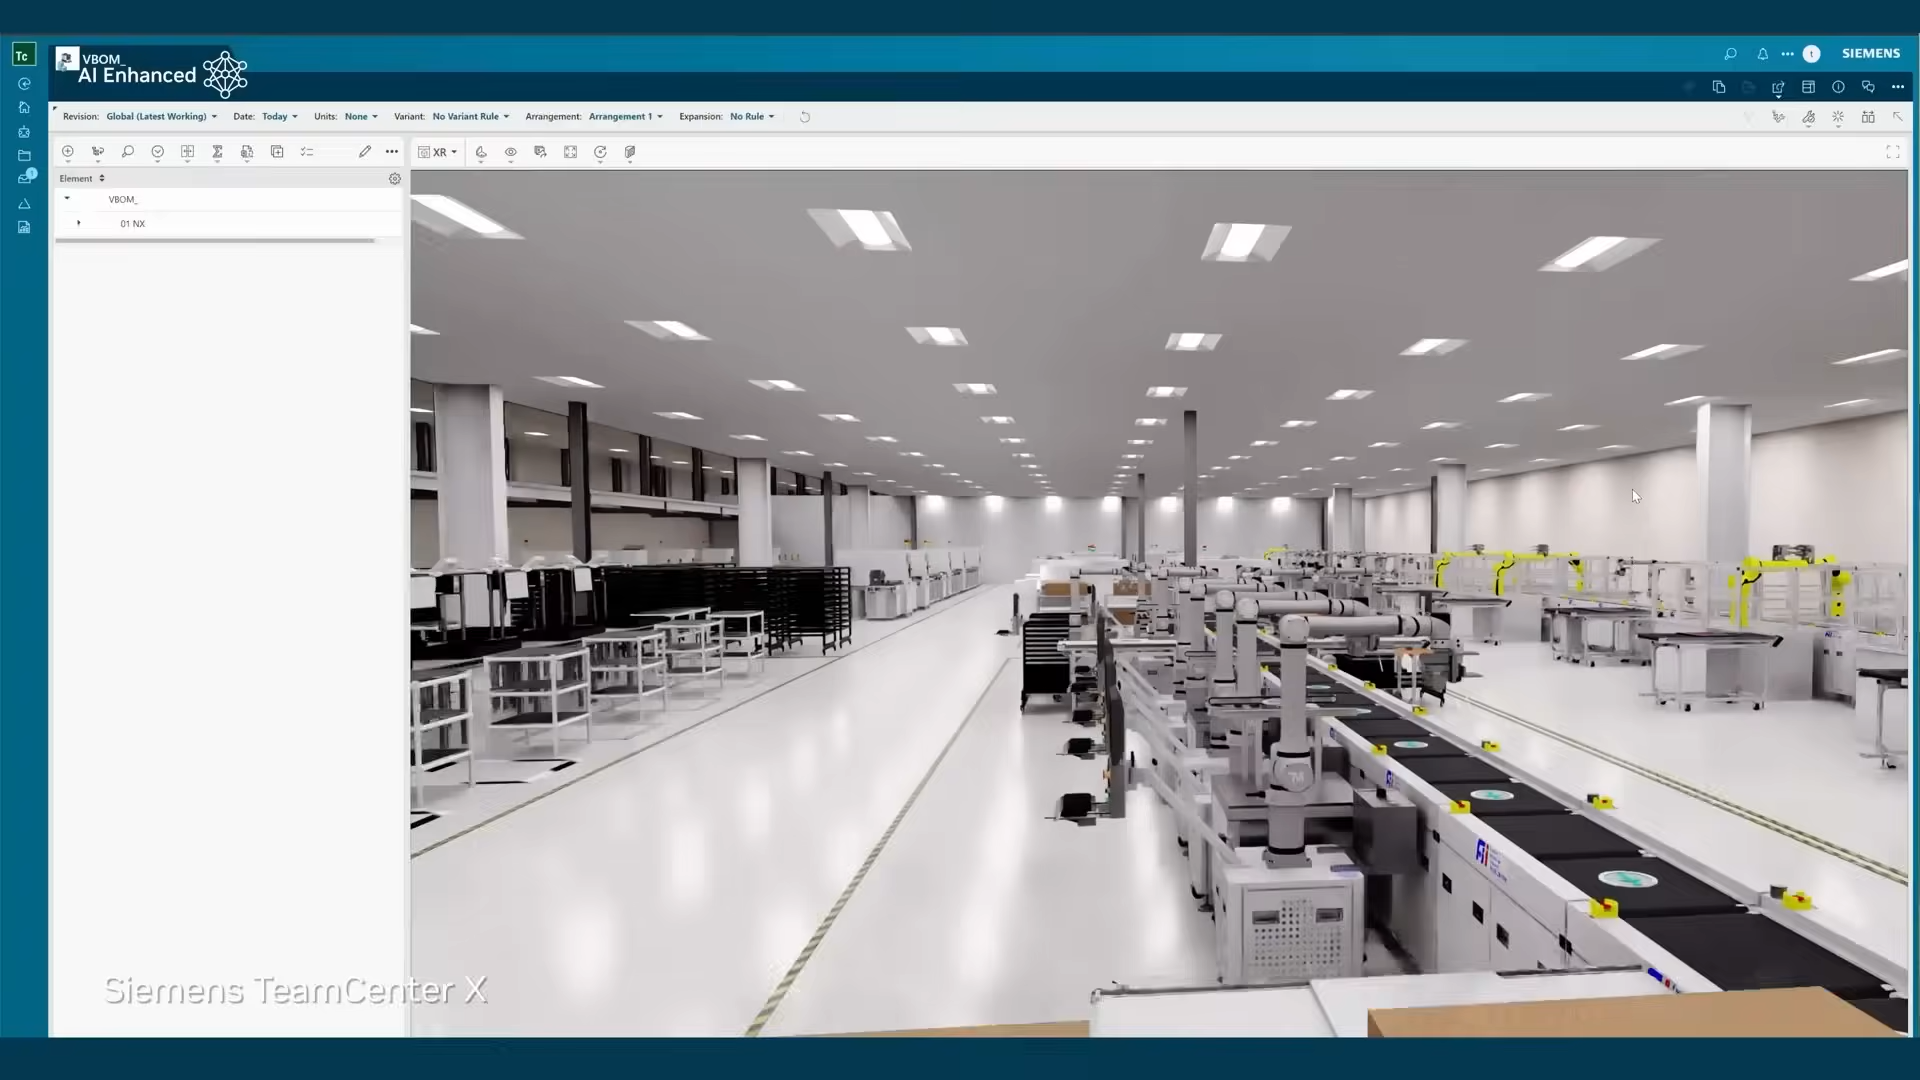 Tc
VBOM_
AI Enhanced
SIEMENS
Revision: Global (Latest Working) Date: Today Units: None Variant: No Variant Rule Arrangement: Arrangement 1 Expansion: No Rule
XR
Element
VBOM_
01 NX
TM
Siemens TeamCenter X